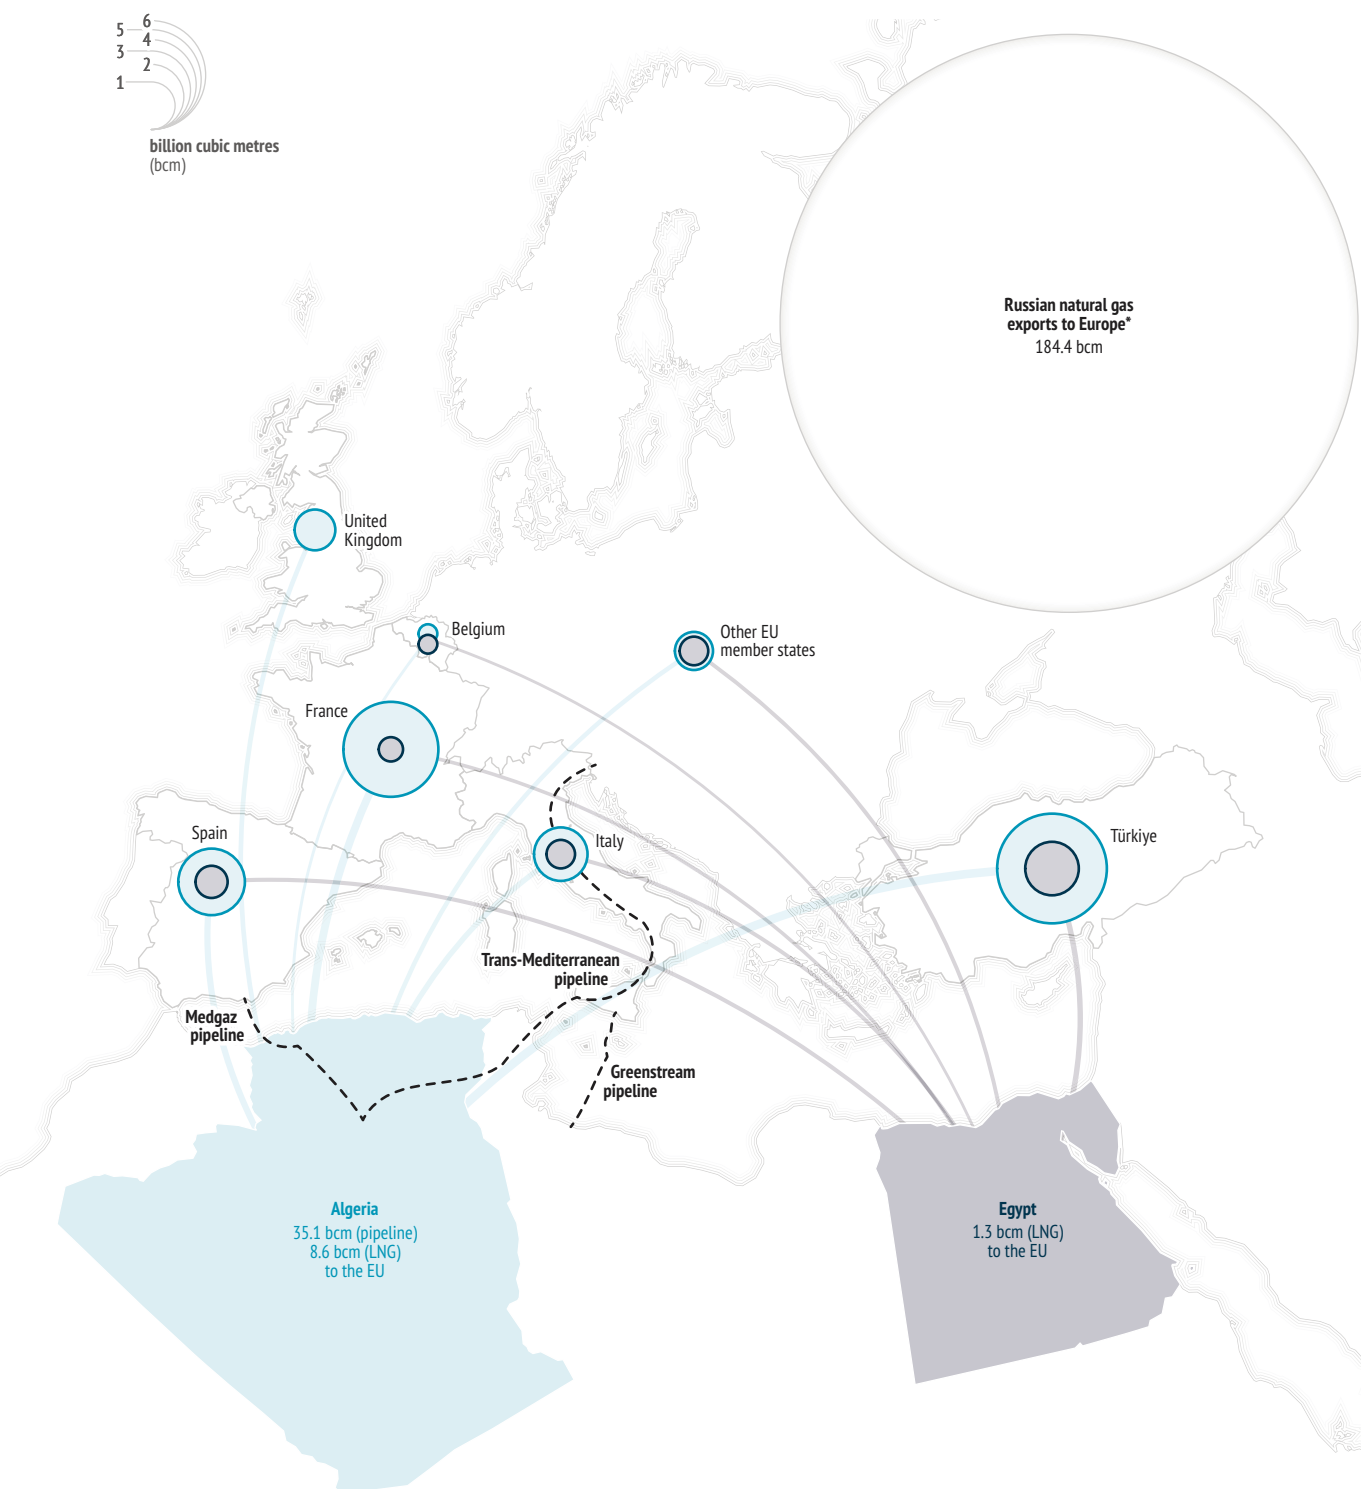 6
5
4
3
2
1
billion cubic metres
(bcm)
Russian natural gas
exports to Europe*
184.4 bcm
United
Kingdom
Belgium
Other EU
member states
France
Spain
Italy
Türkiye
Trans-Mediterranean
pipeline
Medgaz
pipeline
Greenstream
pipeline
Algeria
35.1 bcm (pipeline)
8.6 bcm (LNG)
to the EU
Egypt
1.3 bcm (LNG)
to the EU